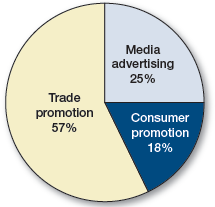 Media
advertising
25%
Trade
promotion
57%
Consumer
promotion
18%